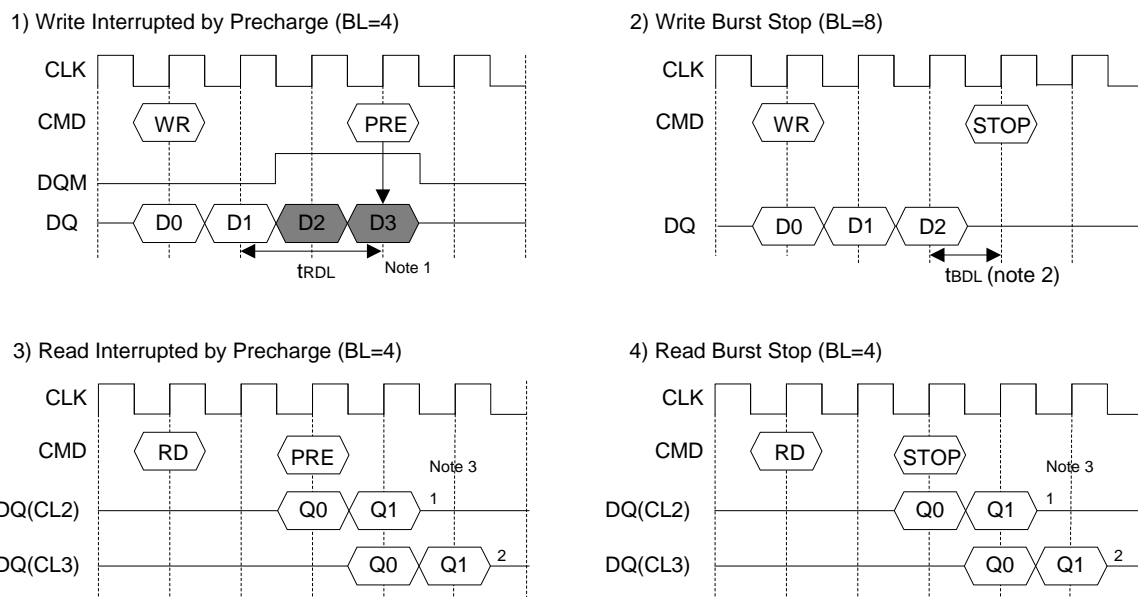 1) Write Interrupted by Precharge (BL=4)
CLK
CMD
WR
PRE
DQM
DQ
D0
D1
D2
D3
tRDL
Note 1
2) Write Burst Stop (BL=8)
CLK
CMD
WR
STOP
DQ
D0
D1
D2
tBDL (note 2)
3) Read Interrupted by Precharge (BL=4)
CLK
CMD
RD
PRE
Note 3
DQ(CL2)
Q0
Q1
1
DQ(CL3)
Q0
Q1
2
4) Read Burst Stop (BL=4)
CLK
CMD
RD
STOP
Note 3
DQ(CL2)
Q0
Q1
1
DQ(CL3)
Q0
Q1
2